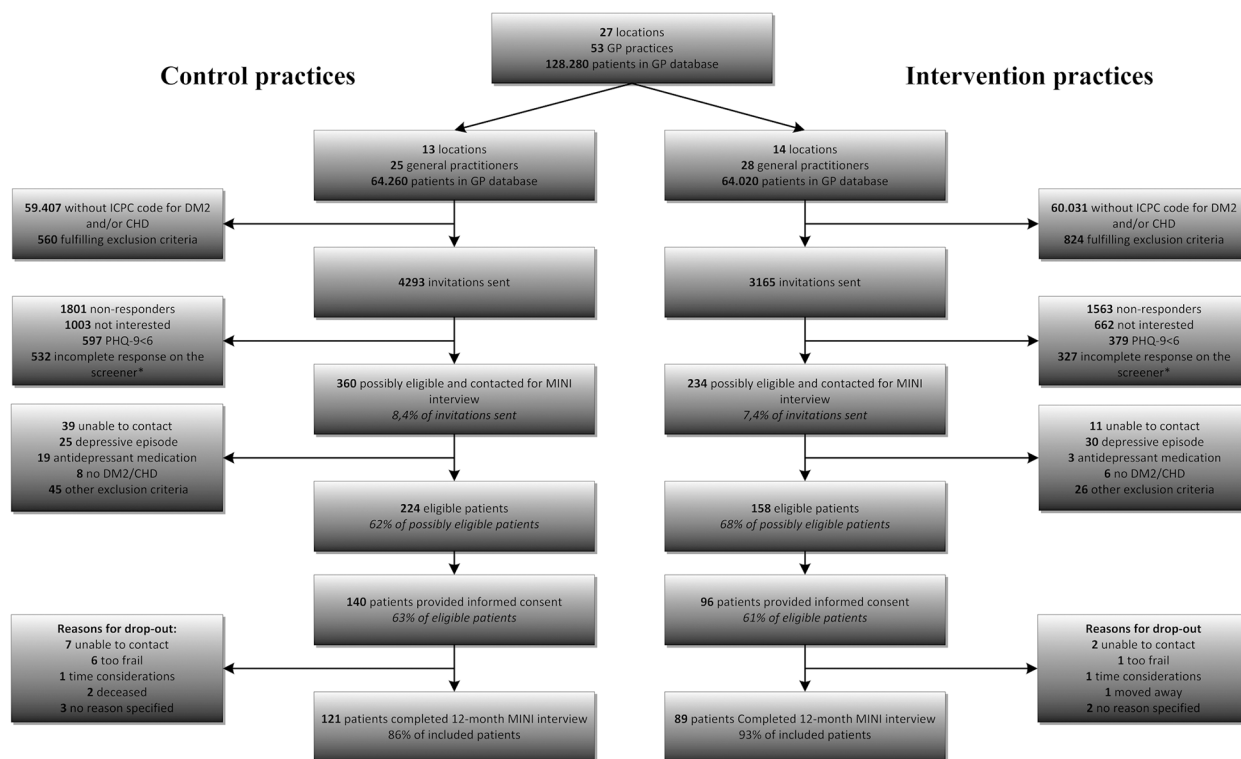 27 locations
53 GP practices
128.280 patients in GP database
Control practices
Intervention practices
13 locations
25 general practitioners
64.260 patients in GP database
14 locations
28 general practitioners
64.020 patients in GP database
59.407 without ICPC code for DM2
and/or CHD
560 fulfilling exclusion criteria
60.031 without ICPC code for DM2
and/or CHD
824 fulfilling exclusion criteria
4293 invitations sent
3165 invitations sent
1801 non-responders
1003 not interested
597 PHQ-9<6
532 incomplete response on the
screener*
1563 non-responders
662 not interested
379 PHQ-9<6
327 incomplete response on the
screener*
360 possibly eligible and contacted for MINI
interview
8,4% of invitations sent
234 possibly eligible and contacted for MINI
interview
7,4% of invitations sent
39 unable to contact
25 depressive episode
19 antidepressant medication
8 no DM2/CHD
45 other exclusion criteria
11 unable to contact
30 depressive episode
3 antidepressant medication
6 no DM2/CHD
26 other exclusion criteria
224 eligible patients
62% of possibly eligible patients
158 eligible patients
68% of possibly eligible patients
140 patients provided informed consent
63% of eligible patients
96 patients provided informed consent
61% of eligible patients
Reasons for drop-out:
7 unable to contact
6 too frail
1 time considerations
2 deceased
3 no reason specified
Reasons for drop-out
2 unable to contact
1 too frail
1 time considerations
1 moved away
2 no reason specified
121 patients completed 12-month MINI interview
86% of included patients
89 patients Completed 12-month MINI interview
93% of included patients